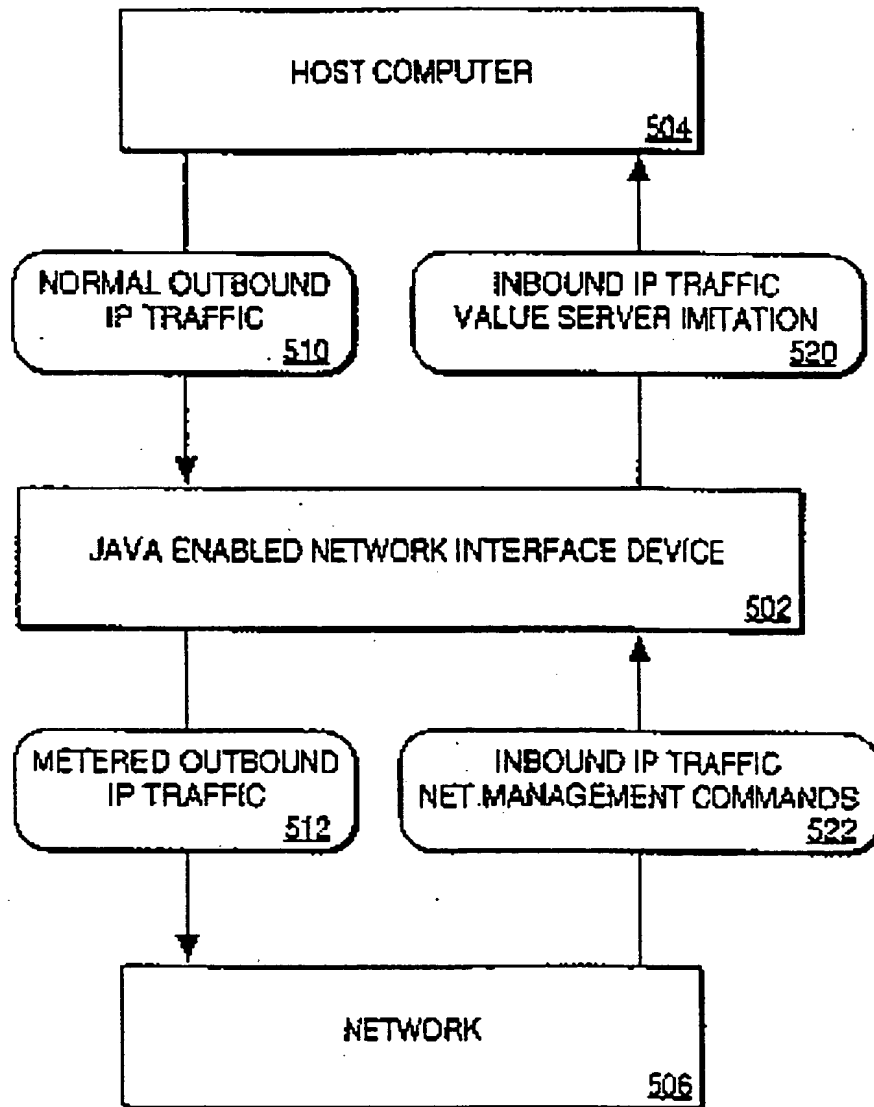 HOST COMPUTER
504
NORMAL OUTBOUND
IP TRAFFIC
510
INBOUND IP TRAFFIC
VALUE SERVER IMITATION
520
JAVA ENABLED NETWORK INTERFACE DEVICE
502
METERED OUTBOUND
IP TRAFFIC
512
INBOUND IP TRAFFIC
NET.MANAGEMENT COMMANDS
522
NETWORK
506